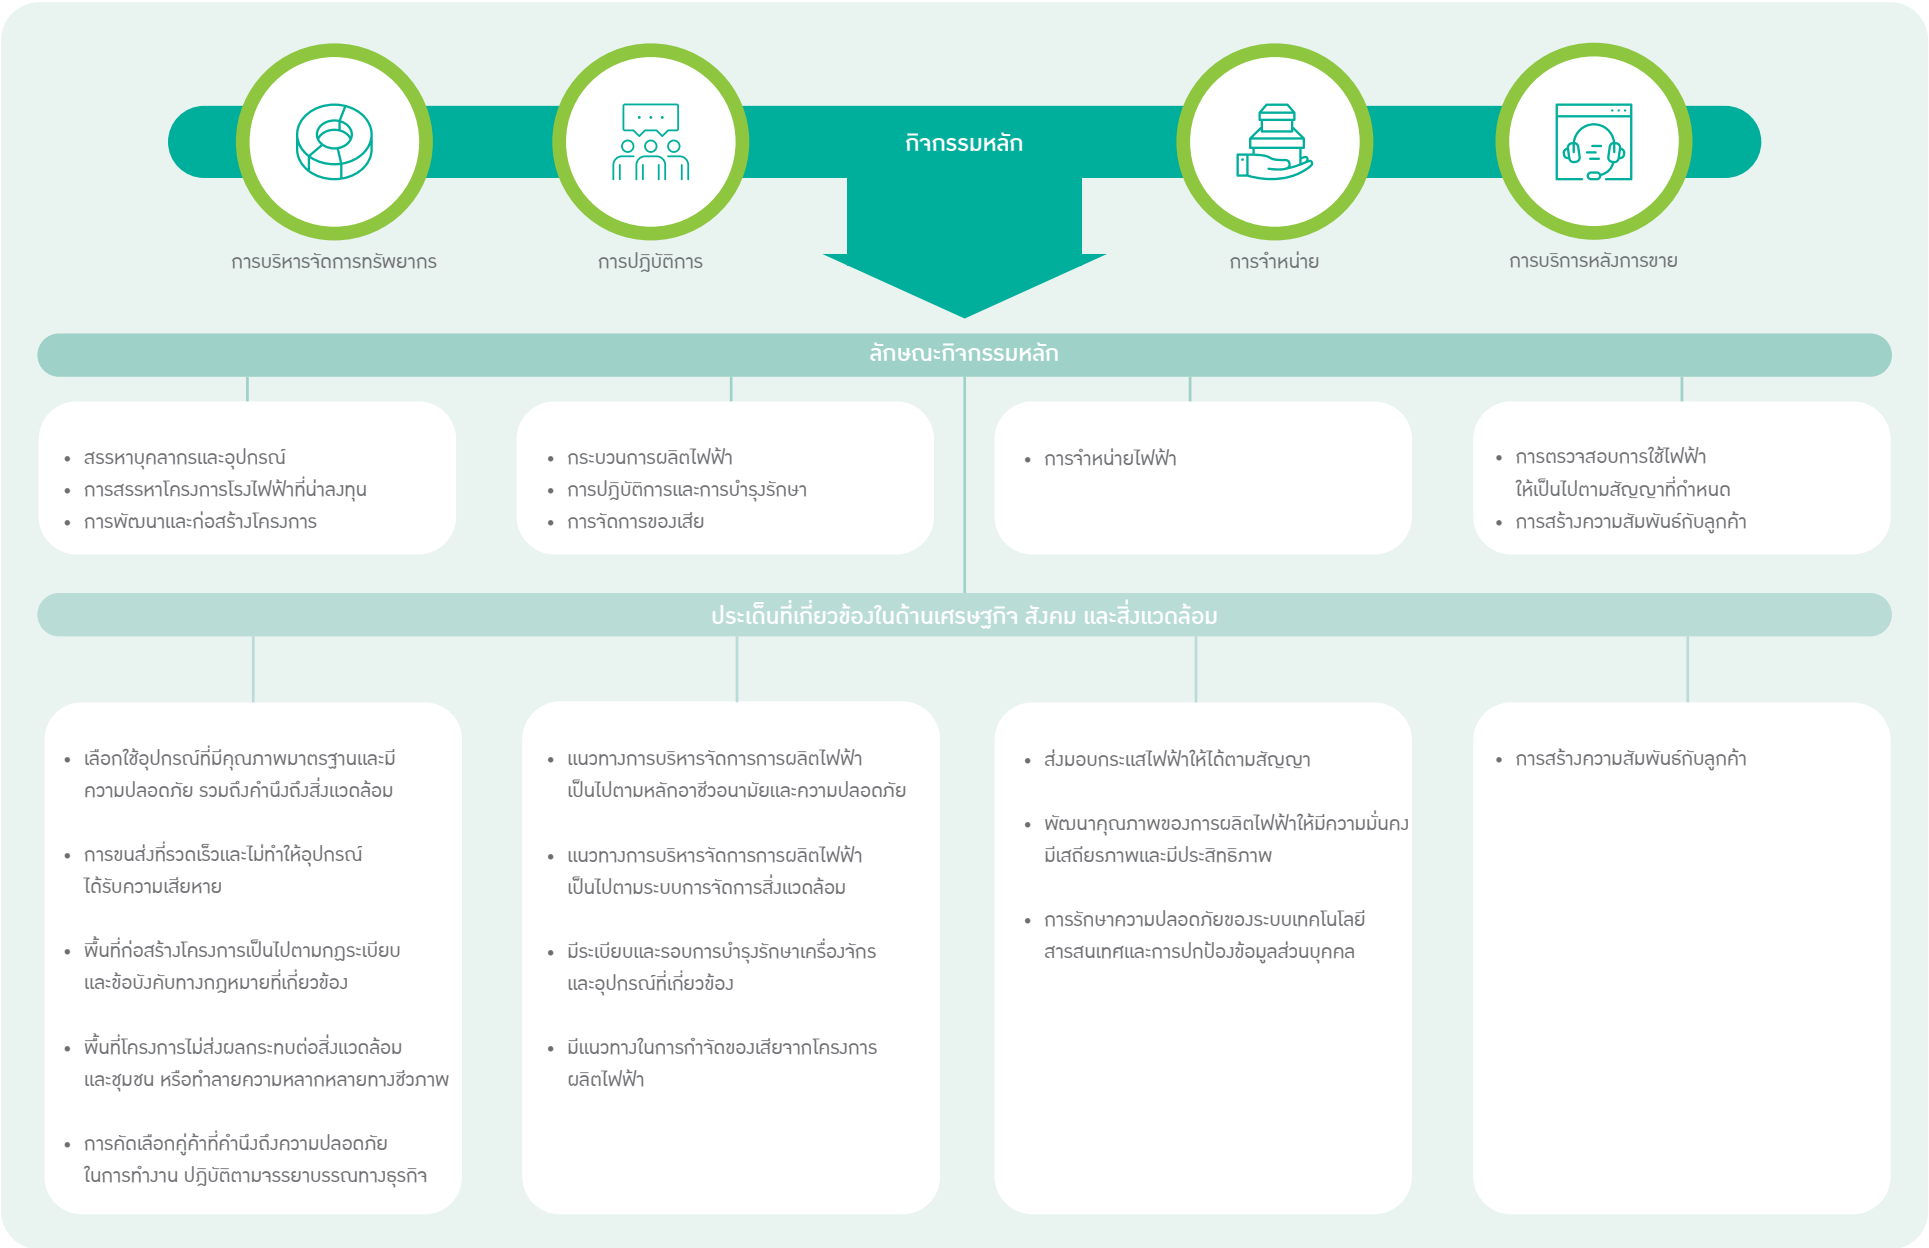 กิจกรรมหลัก
การบริหารจัดการทรัพยากร
การปฏิบัติการ
การจำหน่าย
การบริการหลังการขาย
ลักษณะกิจกรรมหลัก
• สรรหาบุคลากรและอุปกรณ์
• การสรรหาโครงการโรงไฟฟ้าที่น่าลงทุน
• การพัฒนาและก่อสร้างโครงการ
• กระบวนการผลิตไฟฟ้า
• การปฏิบัติการและการบำรุงรักษา
• การจัดการของเสีย
• การจำหน่ายไฟฟ้า
• การตรวจสอบการใช้ไฟฟ้า
ให้เป็นไปตามสัญญาที่กำหนด
• การสร้างความสัมพันธ์กับลูกค้า
ประเด็นที่เกี่ยวข้องในด้านเศรษฐกิจ สังคม และสิ่งแวดล้อม
• เลือกใช้อุปกรณ์ที่มีคุณภาพมาตรฐานและมี
ความปลอดภัย รวมถึงคำนึงถึงสิ่งแวดล้อม
• การขนส่งที่รวดเร็วและไม่ทำให้อุปกรณ์
ได้รับความเสียหาย
• พื้นที่ก่อสร้างโครงการเป็นไปตามกฎระเบียบ
และข้อบังคับทางกฎหมายที่เกี่ยวข้อง
• พื้นที่โครงการไม่ส่งผลกระทบต่อสิ่งแวดล้อม
และชุมชน หรือทำลายความหลากหลายทางชีวภาพ
• การคัดเลือกคู่ค้าที่คำนึงถึงความปลอดภัย
ในการทำงาน ปฏิบัติตามจรรยาบรรณทางธุรกิจ
• แนวทางการบริหารจัดการการผลิตไฟฟ้า
เป็นไปตามหลักอาชีวอนามัยและความปลอดภัย
• แนวทางการบริหารจัดการการผลิตไฟฟ้า
เป็นไปตามระบบการจัดการสิ่งแวดล้อม
• มีระเบียบและรอบการบำรุงรักษาเครื่องจักร
และอุปกรณ์ที่เกี่ยวข้อง
• มีแนวทางในการกำจัดของเสียจากโครงการ
ผลิตไฟฟ้า
• ส่งมอบกระแสไฟฟ้าให้ได้ตามสัญญา
• พัฒนาคุณภาพของการผลิตไฟฟ้าให้มีความมั่นคง
มีเสถียรภาพและมีประสิทธิภาพ
• การรักษาความปลอดภัยของระบบเทคโนโลยี
สารสนเทศและการปกป้องข้อมูลส่วนบุคคล
• การสร้างความสัมพันธ์กับลูกค้า